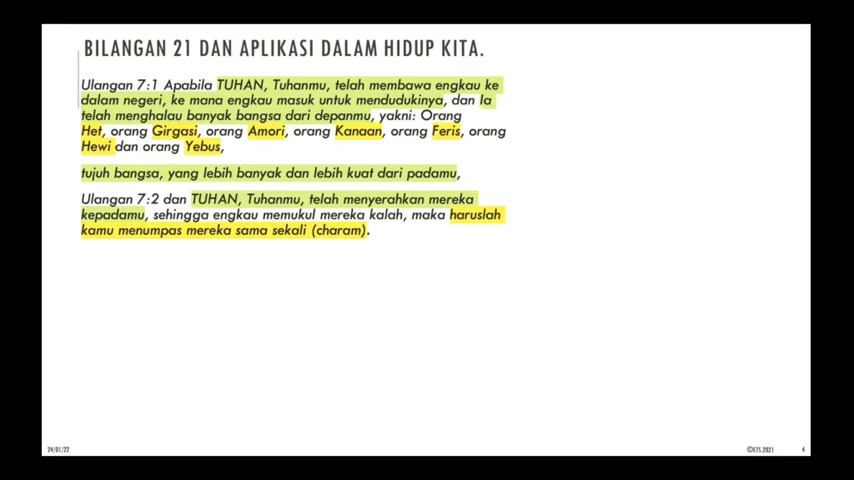 BILANGAN 21 DAN APLIKASI DALAM HIDUP KITA.
Ulangan 7:1 Apabila TUHAN, Tuhanmu, telah membawa engkau ke
dalam negeri, ke mana engkau masuk untuk mendudukinya, dan Ia
telah menghalau banyak bangsa dari depanmu, yakni: Orang
Het, orang Girgasi, orang Amori, orang Kanaan, orang Feris, orang
Hewi dan orang Yebus,
tujuh bangsa, yang lebih banyak dan lebih kuat dari padamu,
Ulangan 7:2 dan TUHAN, Tuhanmu, telah menyerahkan mereka
kepadamu, sehingga engkau memukul mereka kalah, maka haruslah
kamu menumpas mereka sama sekali (charam).
24/01/22
©ETS.2021
4